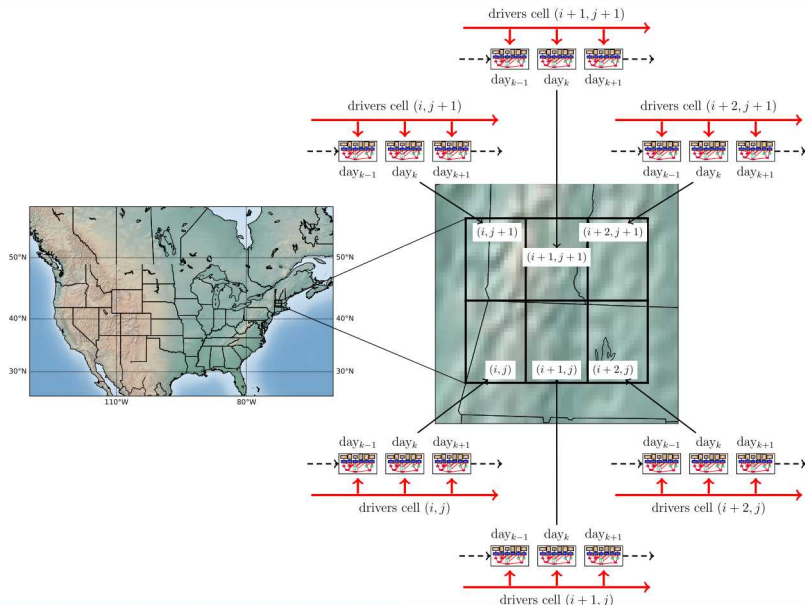 drivers cell (i + 1, j + 1)
day_{k−1} day_k day_{k+1}
drivers cell (i, j + 1)
drivers cell (i + 2, j + 1)
day_{k−1} day_k day_{k+1}
day_{k−1} day_k day_{k+1}
50°N
40°N
30°N
110°W 80°W
50°N
40°N
30°N
(i, j + 1)
(i + 2, j + 1)
(i + 1, j + 1)
(i, j)
(i + 1, j)
(i + 2, j)
day_{k−1} day_k day_{k+1}
day_{k−1} day_k day_{k+1}
drivers cell (i, j)
drivers cell (i + 2, j)
day_{k−1} day_k day_{k+1}
drivers cell (i + 1, j)